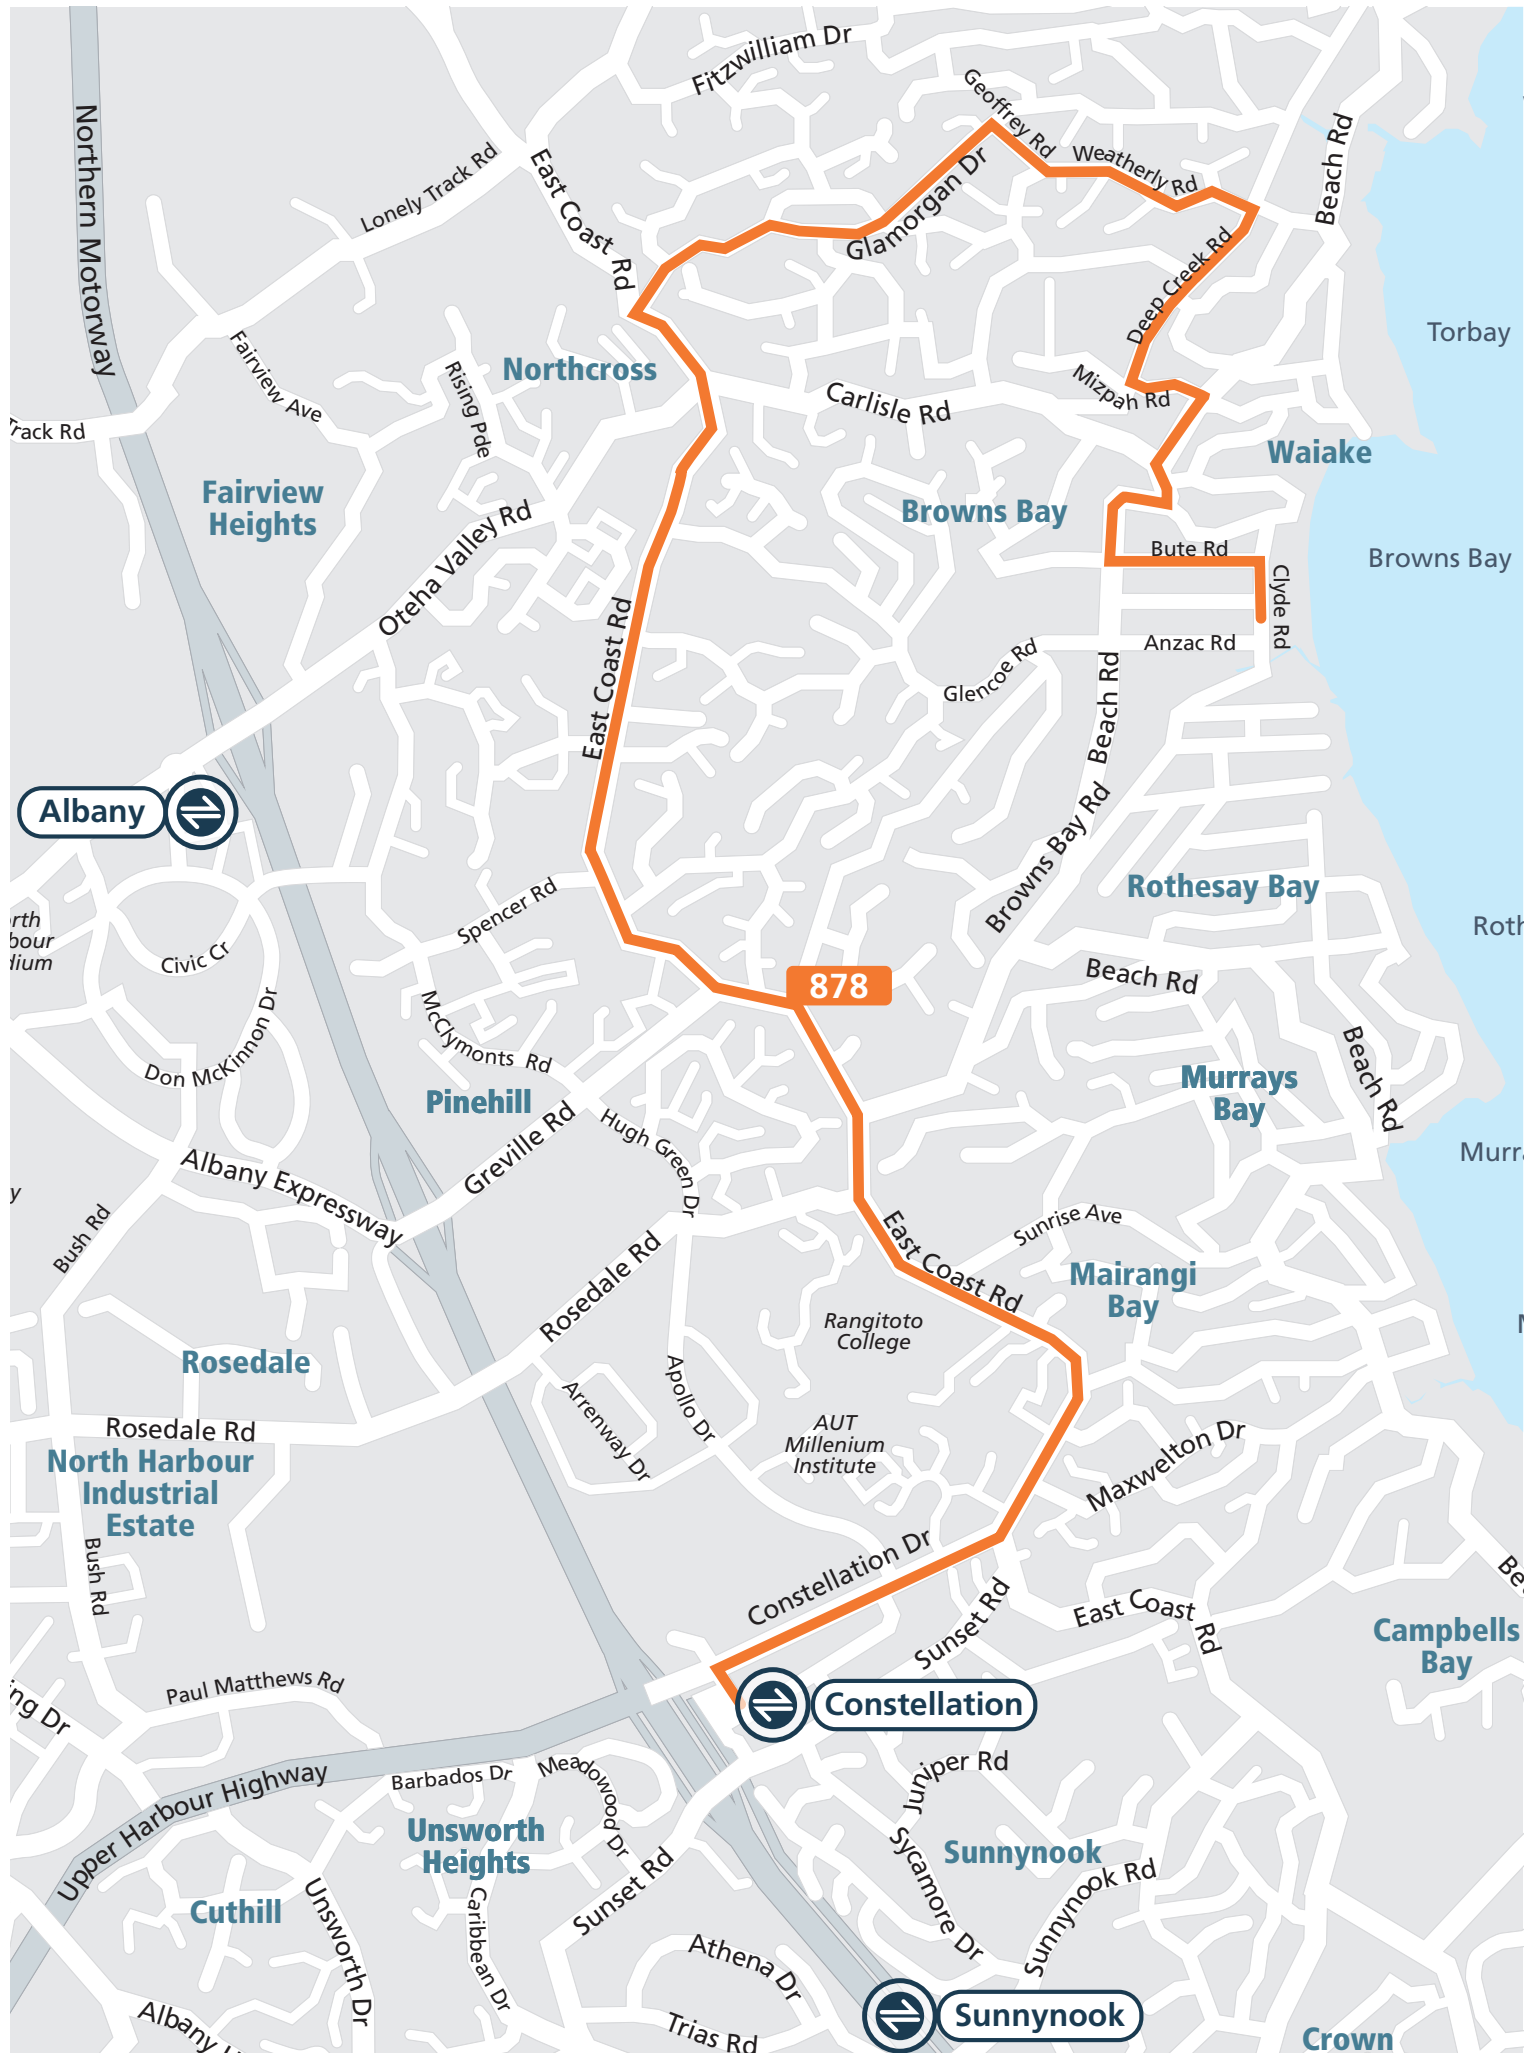 Fitzwilliam Dr
Geoffrey Rd
Weatherly Rd
Beach Rd
Northern Motorway
Lonely Track Rd
East Coast Rd
Glamorgan Dr
Deep Creek Rd
Torbay
Fairview Ave
Rising Pde
Northcross
Carlisle Rd
Mizpah Rd
Track Rd
Waiake
Fairview
Heights
Browns Bay
Oteha Valley Rd
Bute Rd
Browns Bay
Clyde Rd
East Coast Rd
Anzac Rd
Glencoe Rd
Beach Rd
Albany
Browns Bay Rd
Rothesay Bay
Spencer Rd
Civic Cr
Beach Rd
878
Don McKinnon Dr
McClymonts Rd
Beach Rd
Pinehill
Murrays
Bay
Greville Rd
Hugh Green Dr
Albany Expressway
Bush Rd
Sunrise Ave
East Coast Rd
Rosedale Rd
Mairangi
Bay
Rangitoto
College
Rosedale
Apollo Dr
Arrenway Dr
Rosedale Rd
AUT
Millenium
Institute
Maxwelton Dr
North Harbour
Industrial
Estate
Bush Rd
Constellation Dr
Sunset Rd
East Coast Rd
Campbells
Bay
Paul Matthews Rd
Constellation
Upper Harbour Highway
Barbados Dr
Meadowood Dr
Juniper Rd
Unsworth
Heights
Sunnynook
Sycamore Dr
Sunnynook Rd
Sunset Rd
Cuthill
Unsworth Dr
Caribbean Dr
Athena Dr
Sunnynook
Albany
Trias Rd
Crown